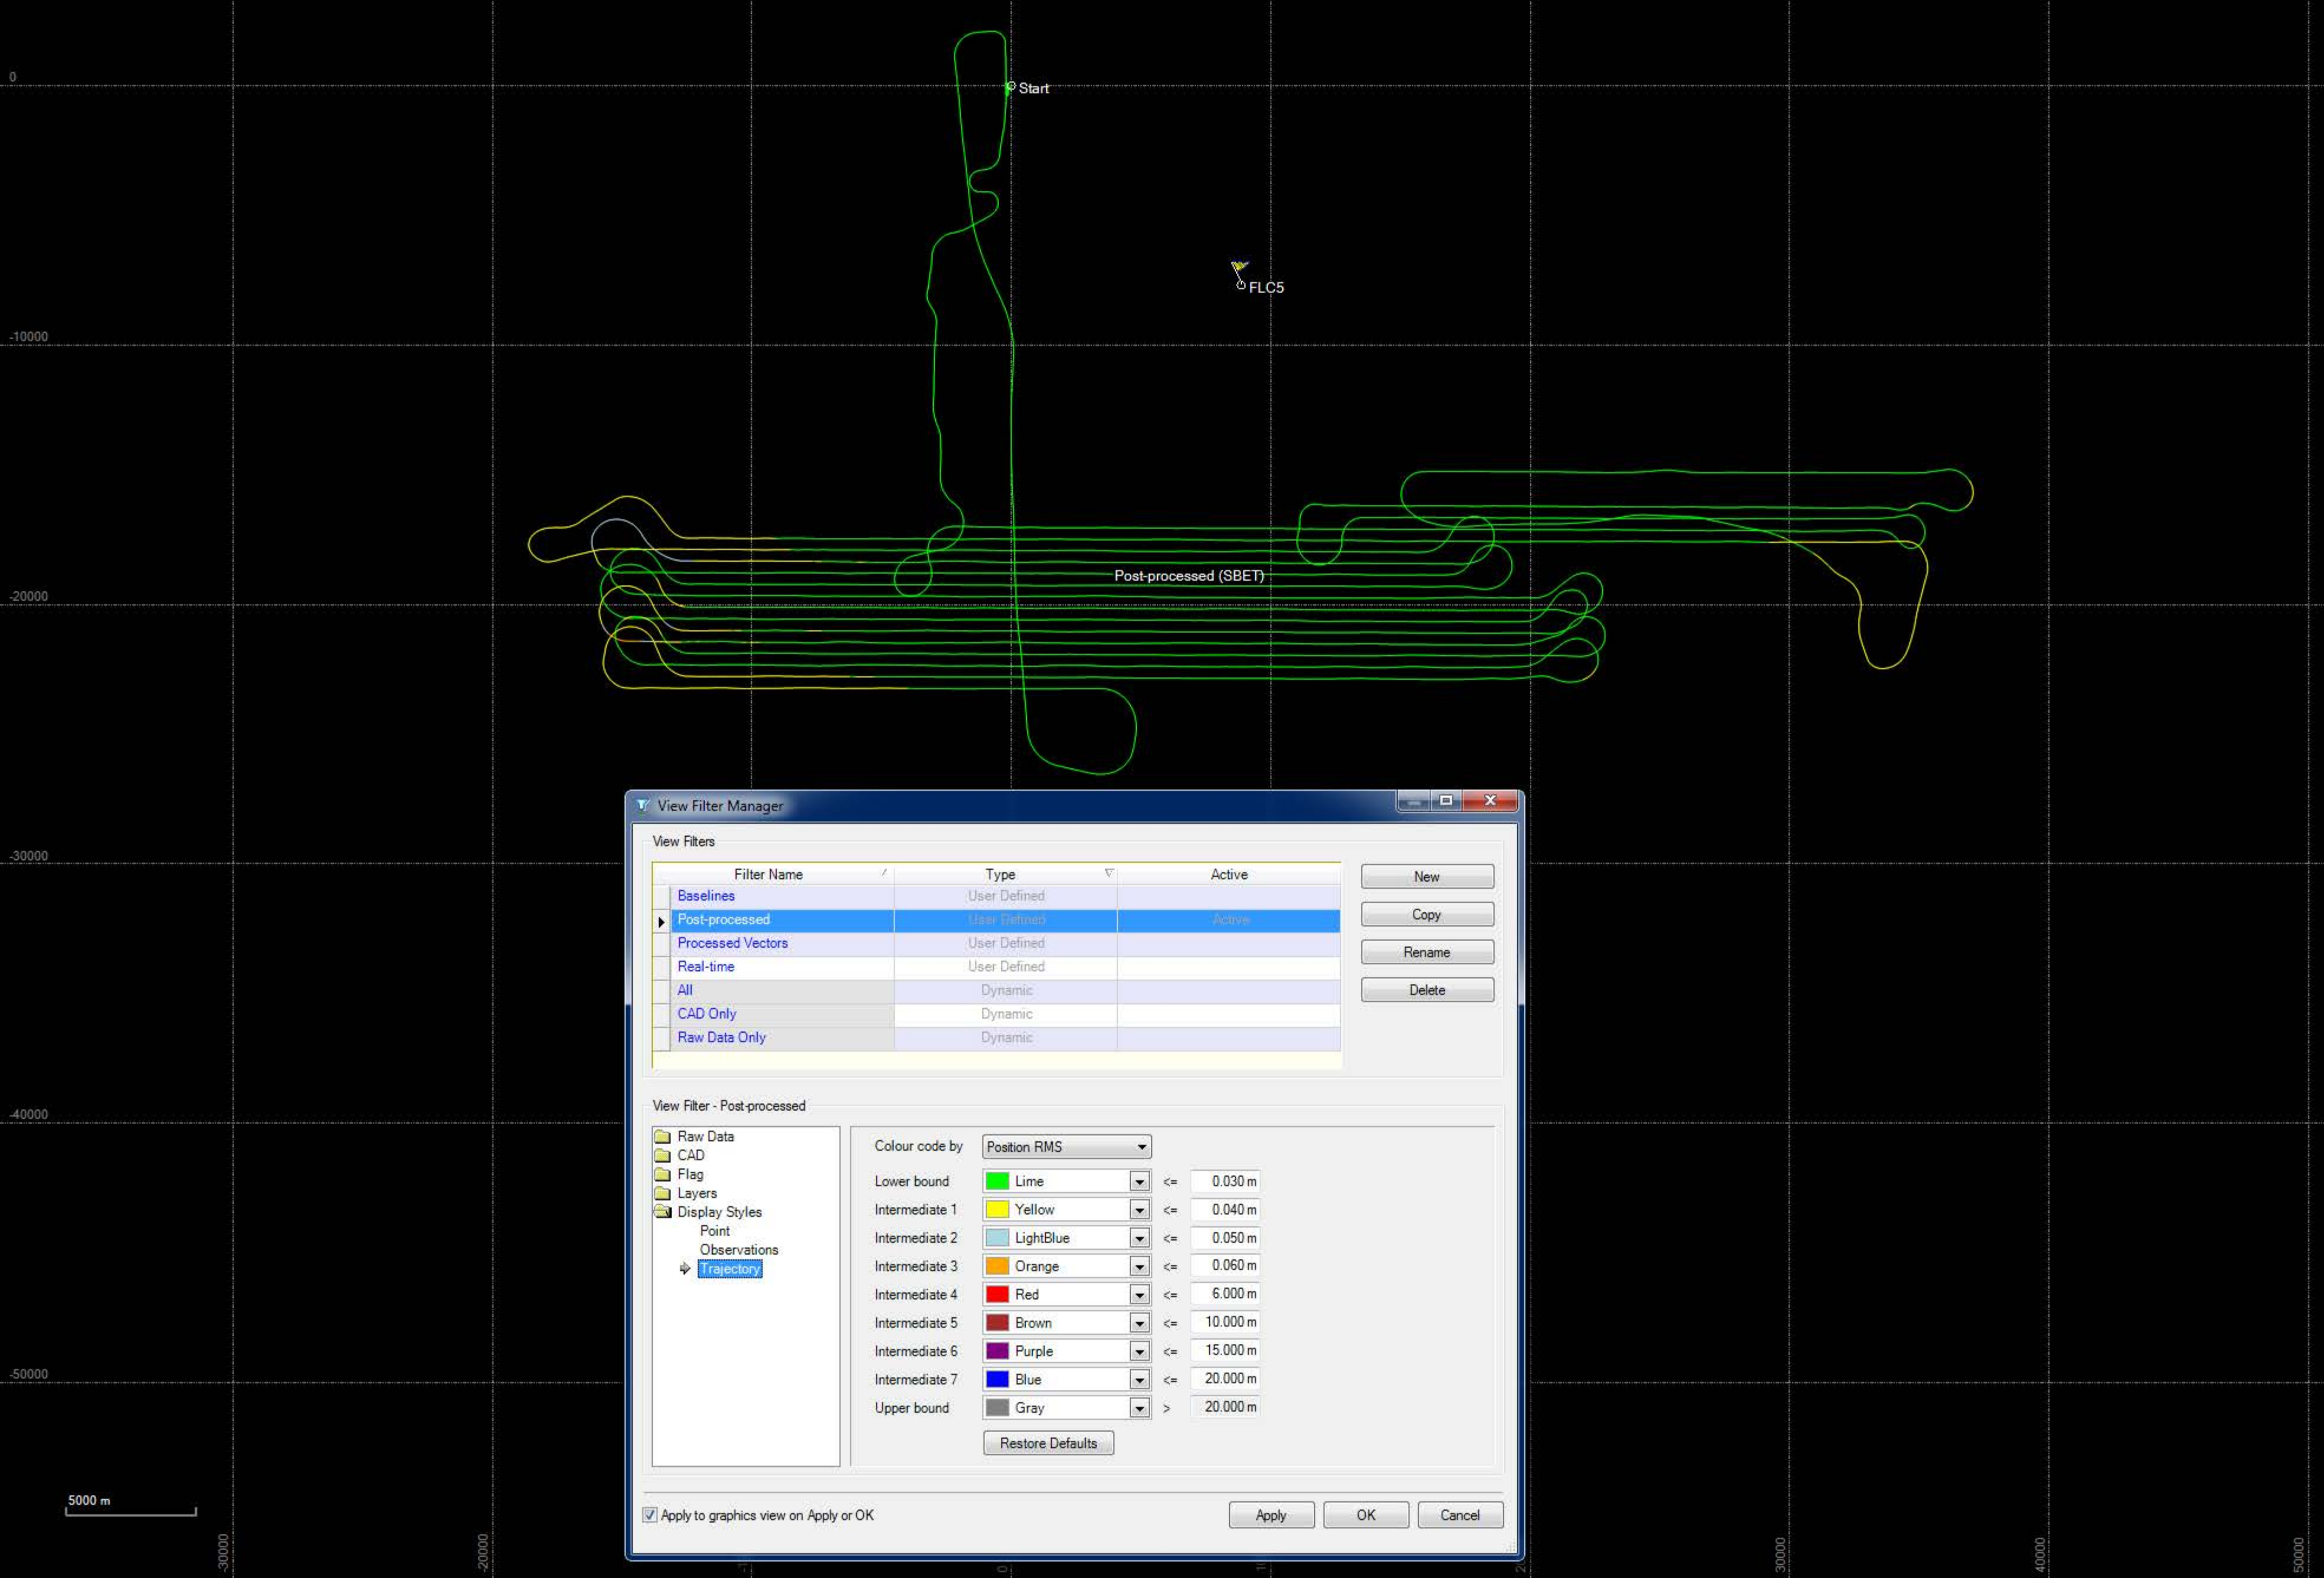 0
Start
FLC5
-10000
Post-processed (SBET)
-20000
View Filter Manager
View Filters
-30000
Filter Name Type Active
Baselines User Defined
Post-processed User Defined Active
Processed Vectors User Defined
Real-time User Defined
All Dynamic
CAD Only Dynamic
Raw Data Only Dynamic
New
Copy
Rename
Delete
-40000
View Filter - Post-processed
Raw Data
CAD
Flag
Layers
Display Styles
Point
Observations
Trajectory
Colour code by Position RMS
Lower bound Lime <= 0.030 m
Intermediate 1 Yellow <= 0.040 m
Intermediate 2 LightBlue <= 0.050 m
Intermediate 3 Orange <= 0.060 m
Intermediate 4 Red <= 6.000 m
Intermediate 5 Brown <= 10.000 m
Intermediate 6 Purple <= 15.000 m
Intermediate 7 Blue <= 20.000 m
Upper bound Gray > 20.000 m
Restore Defaults
-50000
5000 m
Apply to graphics view on Apply or OK
Apply OK Cancel
-30000
-20000
0
30000
40000
50000